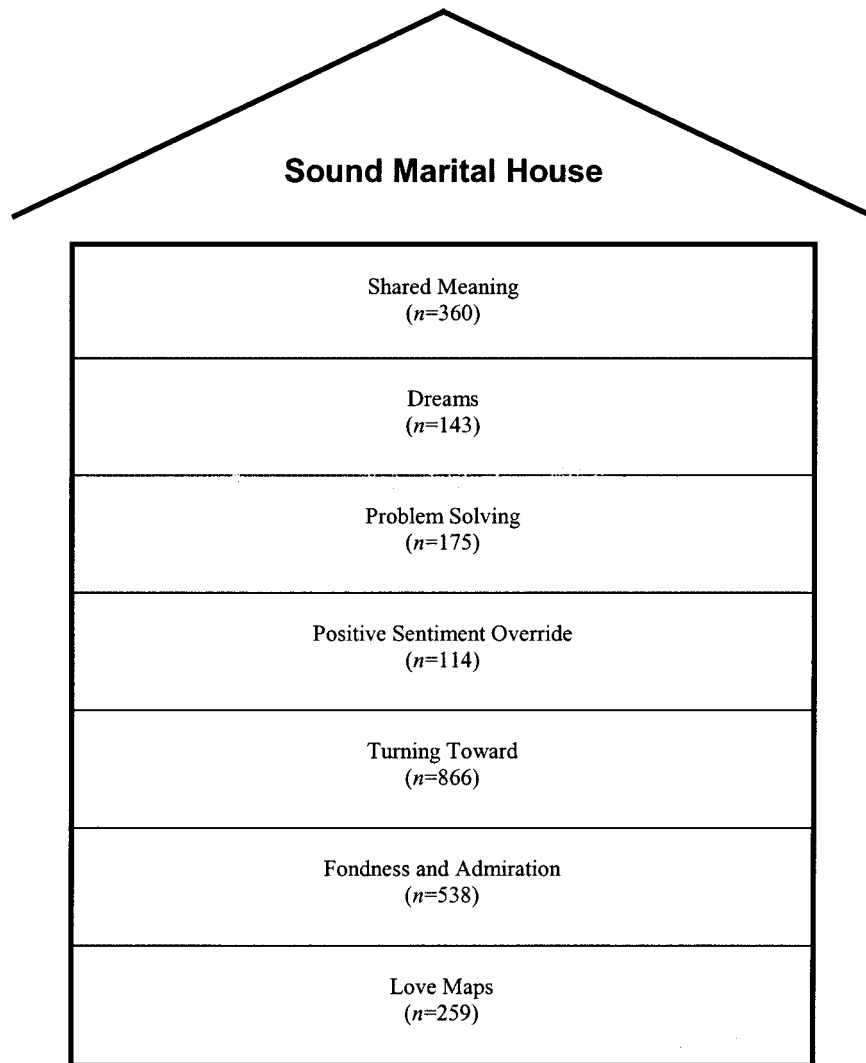 Sound Marital House
Shared Meaning
(n=360)
Dreams
(n=143)
Problem Solving
(n=175)
Positive Sentiment Override
(n=114)
Turning Toward
(n=866)
Fondness and Admiration
(n=538)
Love Maps
(n=259)